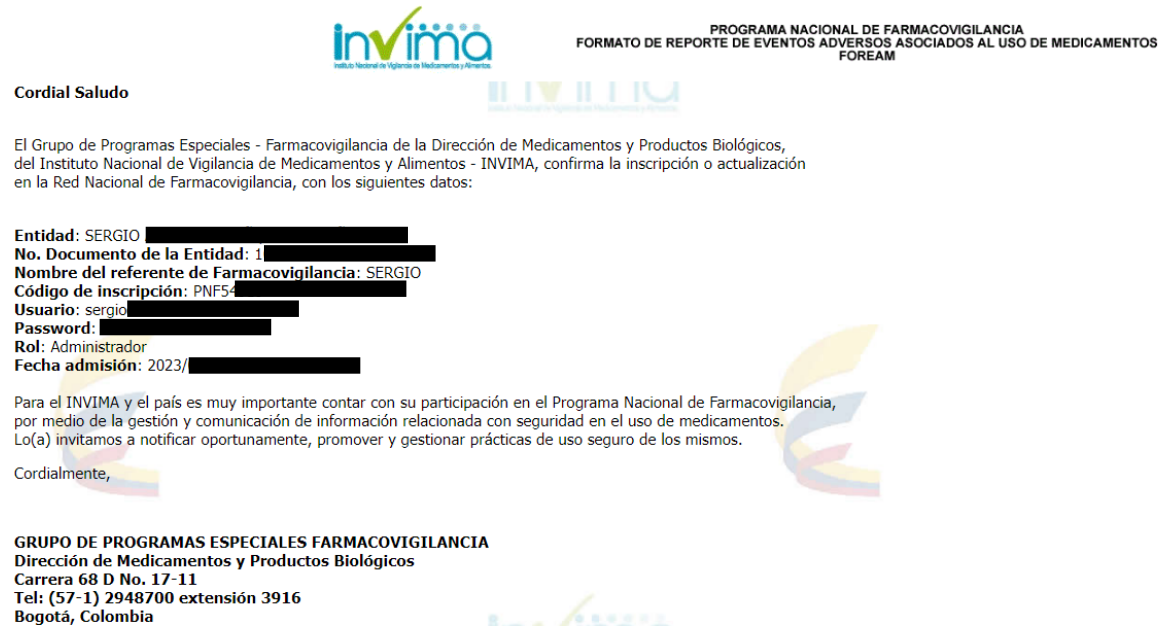 invima
Instituto Nacional de Vigilancia de Medicamentos y Alimentos
PROGRAMA NACIONAL DE FARMACOVIGILANCIA
FORMATO DE REPORTE DE EVENTOS ADVERSOS ASOCIADOS AL USO DE MEDICAMENTOS
FOREAM
Cordial Saludo
El Grupo de Programas Especiales - Farmacovigilancia de la Dirección de Medicamentos y Productos Biológicos,
del Instituto Nacional de Vigilancia de Medicamentos y Alimentos - INVIMA, confirma la inscripción o actualización
en la Red Nacional de Farmacovigilancia, con los siguientes datos:
Entidad: SERGIO
No. Documento de la Entidad: 1
Nombre del referente de Farmacovigilancia: SERGIO
Código de inscripción: PNF54
Usuario: sergio
Password:
Rol: Administrador
Fecha admisión: 2023/
Para el INVIMA y el país es muy importante contar con su participación en el Programa Nacional de Farmacovigilancia,
por medio de la gestión y comunicación de información relacionada con seguridad en el uso de medicamentos.
Lo(a) invitamos a notificar oportunamente, promover y gestionar prácticas de uso seguro de los mismos.
Cordialmente,
GRUPO DE PROGRAMAS ESPECIALES FARMACOVIGILANCIA
Dirección de Medicamentos y Productos Biológicos
Carrera 68 D No. 17-11
Tel: (57-1) 2948700 extensión 3916
Bogotá, Colombia